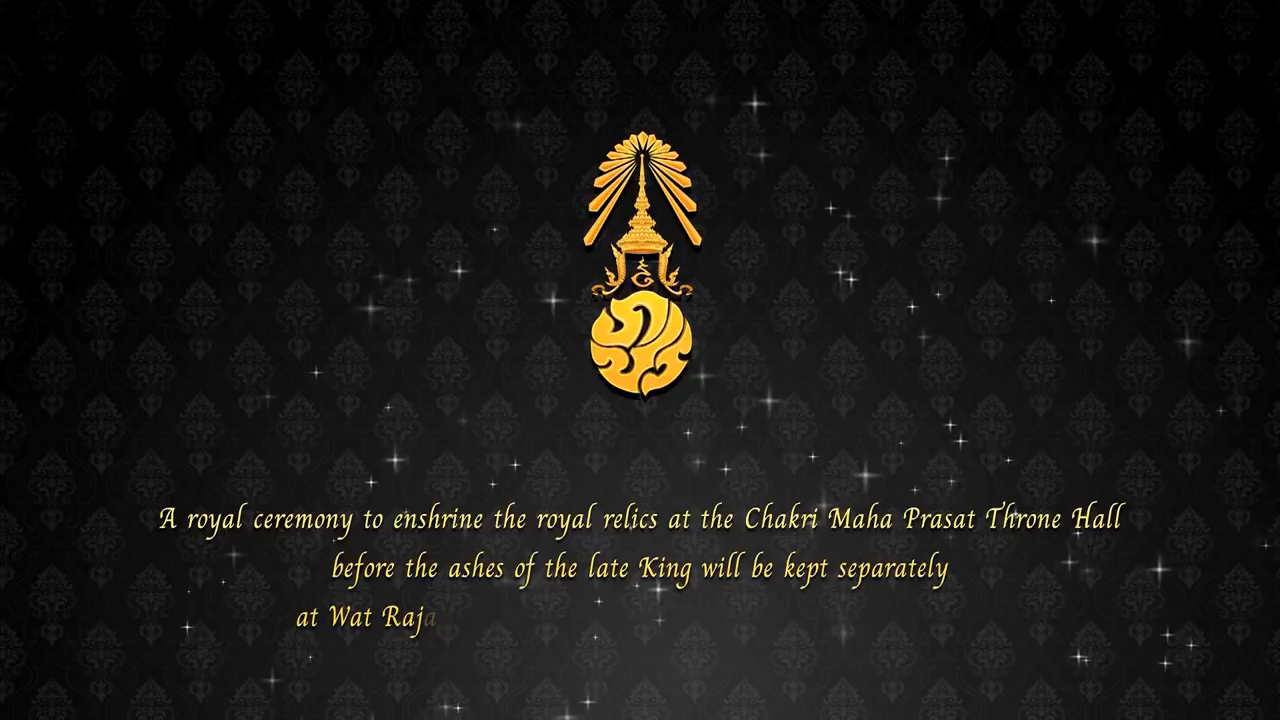 A royal ceremony to enshrine the royal relics at the Chakri Maha Prasat Throne Hall
before the ashes of the late King will be kept separately
at Wat Raja